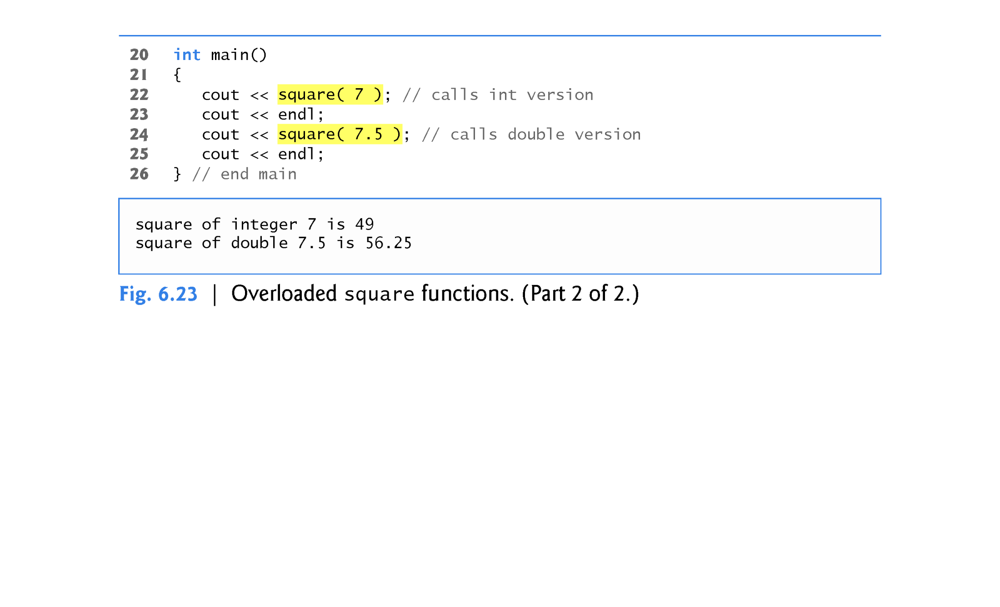 20 int main()
21 {
22 cout << square( 7 ); // calls int version
23 cout << endl;
24 cout << square( 7.5 ); // calls double version
25 cout << endl;
26 } // end main
square of integer 7 is 49
square of double 7.5 is 56.25
Fig. 6.23 | Overloaded square functions. (Part 2 of 2.)